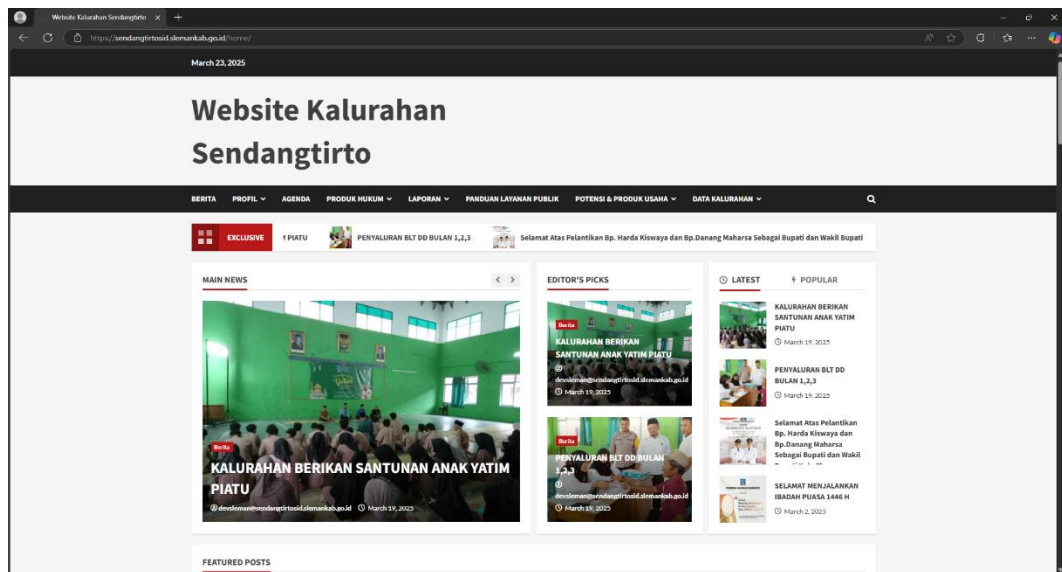 Website Kalurahan Sendangtirto
https://sendangtirtosid.slemankab.go.id/home/
March 23, 2025
Website Kalurahan
Sendangtirto
BERITA PROFIL AGENDA PRODUK HUKUM LAPORAN PANDUAN LAYANAN PUBLIK POTENSI & PRODUK USAHA DATA KALURAHAN
EXCLUSIVE PIATU PENYALURAN BLT DD BULAN 1,2,3 Selamat Atas Pelantikan Bp. Harda Kiswaya dan Bp.Danang Maharsa Sebagai Bupati dan Wakil Bupati
MAIN NEWS
Berita
KALURAHAN BERIKAN SANTUNAN ANAK YATIM
PIATU
devsleman@sendangtirtosid.slemankab.go.id March 19, 2025
EDITOR'S PICKS
Berita
KALURAHAN BERIKAN
SANTUNAN ANAK YATIM PIATU
devsleman@sendangtirtosid.slemankab.go.id
March 19, 2025
Berita
PENYALURAN BLT DD BULAN
1,2,3
devsleman@sendangtirtosid.slemankab.go.id
March 19, 2025
LATEST POPULAR
KALURAHAN BERIKAN
SANTUNAN ANAK YATIM
PIATU
March 19, 2025
PENYALURAN BLT DD
BULAN 1,2,3
March 19, 2025
Selamat Atas Pelantikan
Bp. Harda Kiswaya dan
Bp.Danang Maharsa
Sebagai Bupati dan Wakil
SELAMAT MENJALANKAN
IBADAH PUASA 1446 H
March 2, 2025
FEATURED POSTS